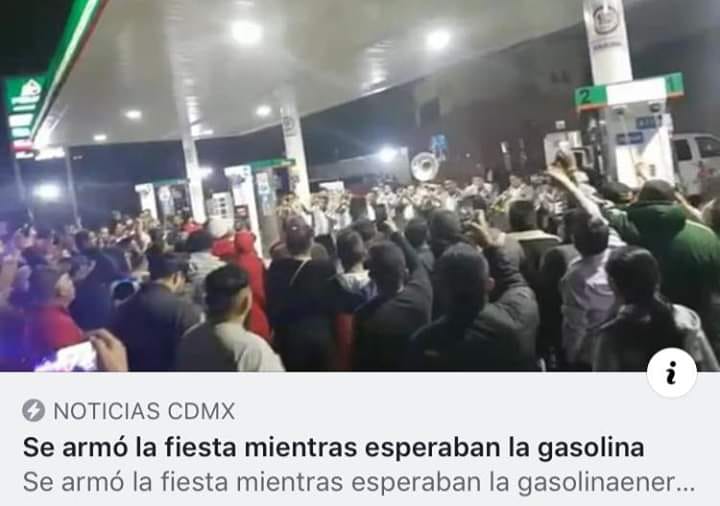 2
1
NOTICIAS CDMX
Se armó la fiesta mientras esperaban la gasolina
Se armó la fiesta mientras esperaban la gasolinaener...